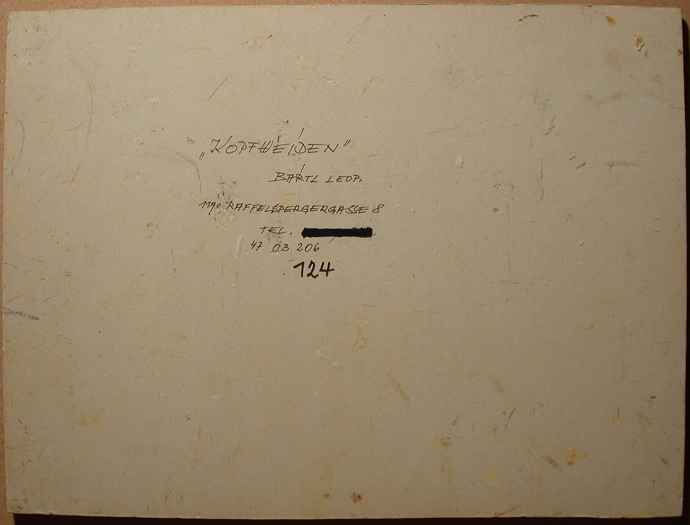 „KOPFWEIDEN"
BARTL LEOP.
1190 RAFFELSPERGERGASSE 8
TEL.
47 03 206
124